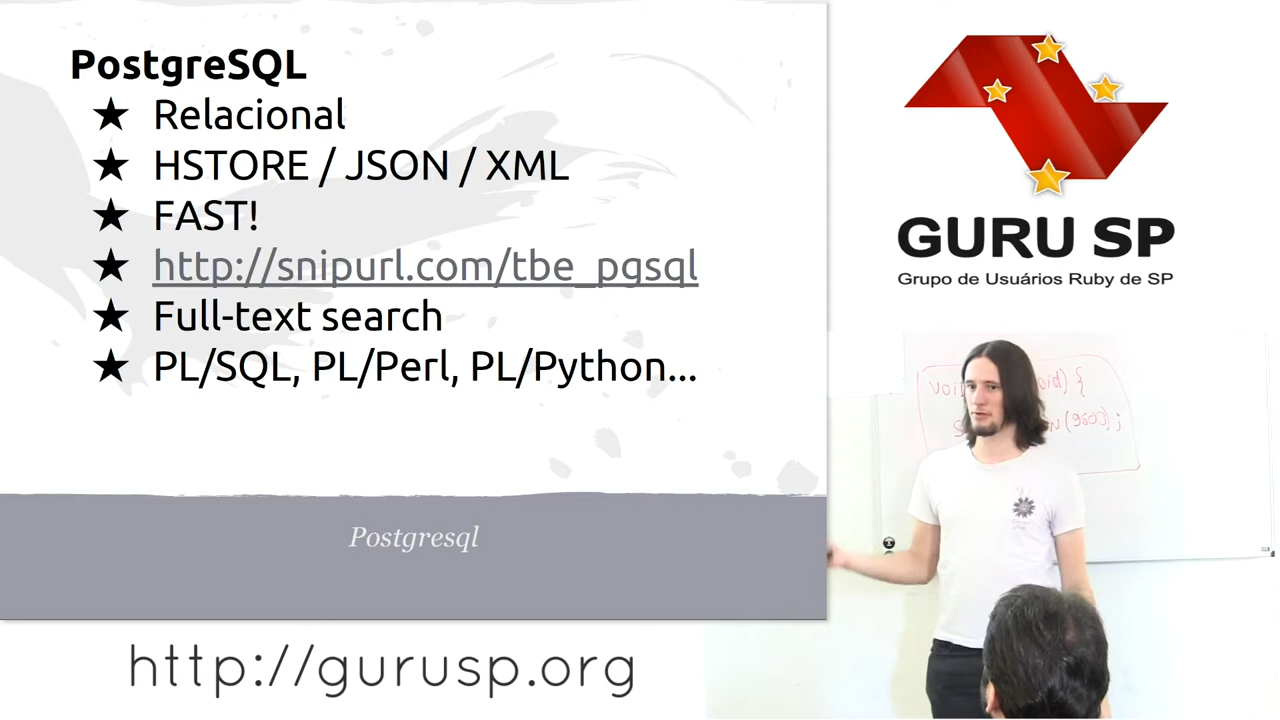 PostgreSQL
★ Relacional
★ HSTORE / JSON / XML
★ FAST!
★ http://snipurl.com/tbe_pgsql
★ Full-text search
★ PL/SQL, PL/Perl, PL/Python...
Postgresql
http://gurusp.org
GURU SP
Grupo de Usuários Ruby de SP
(9600);